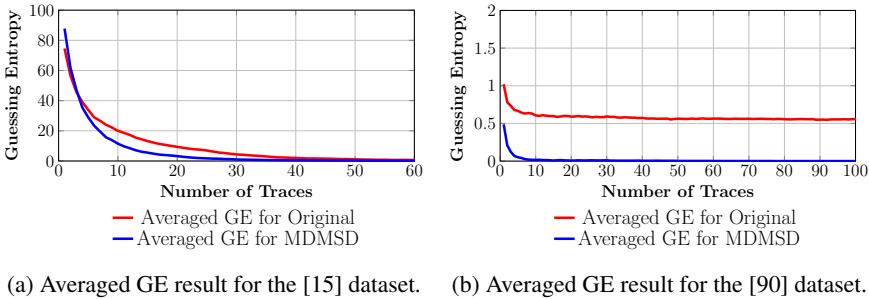 100
80
60
40
20
0
Guessing Entropy
0 10 20 30 40 50 60
Number of Traces
Averaged GE for Original
Averaged GE for MDMSD
(a) Averaged GE result for the [15] dataset.
2
1.5
1
0.5
0
Guessing Entropy
0 10 20 30 40 50 60 70 80 90 100
Number of Traces
Averaged GE for Original
Averaged GE for MDMSD
(b) Averaged GE result for the [90] dataset.